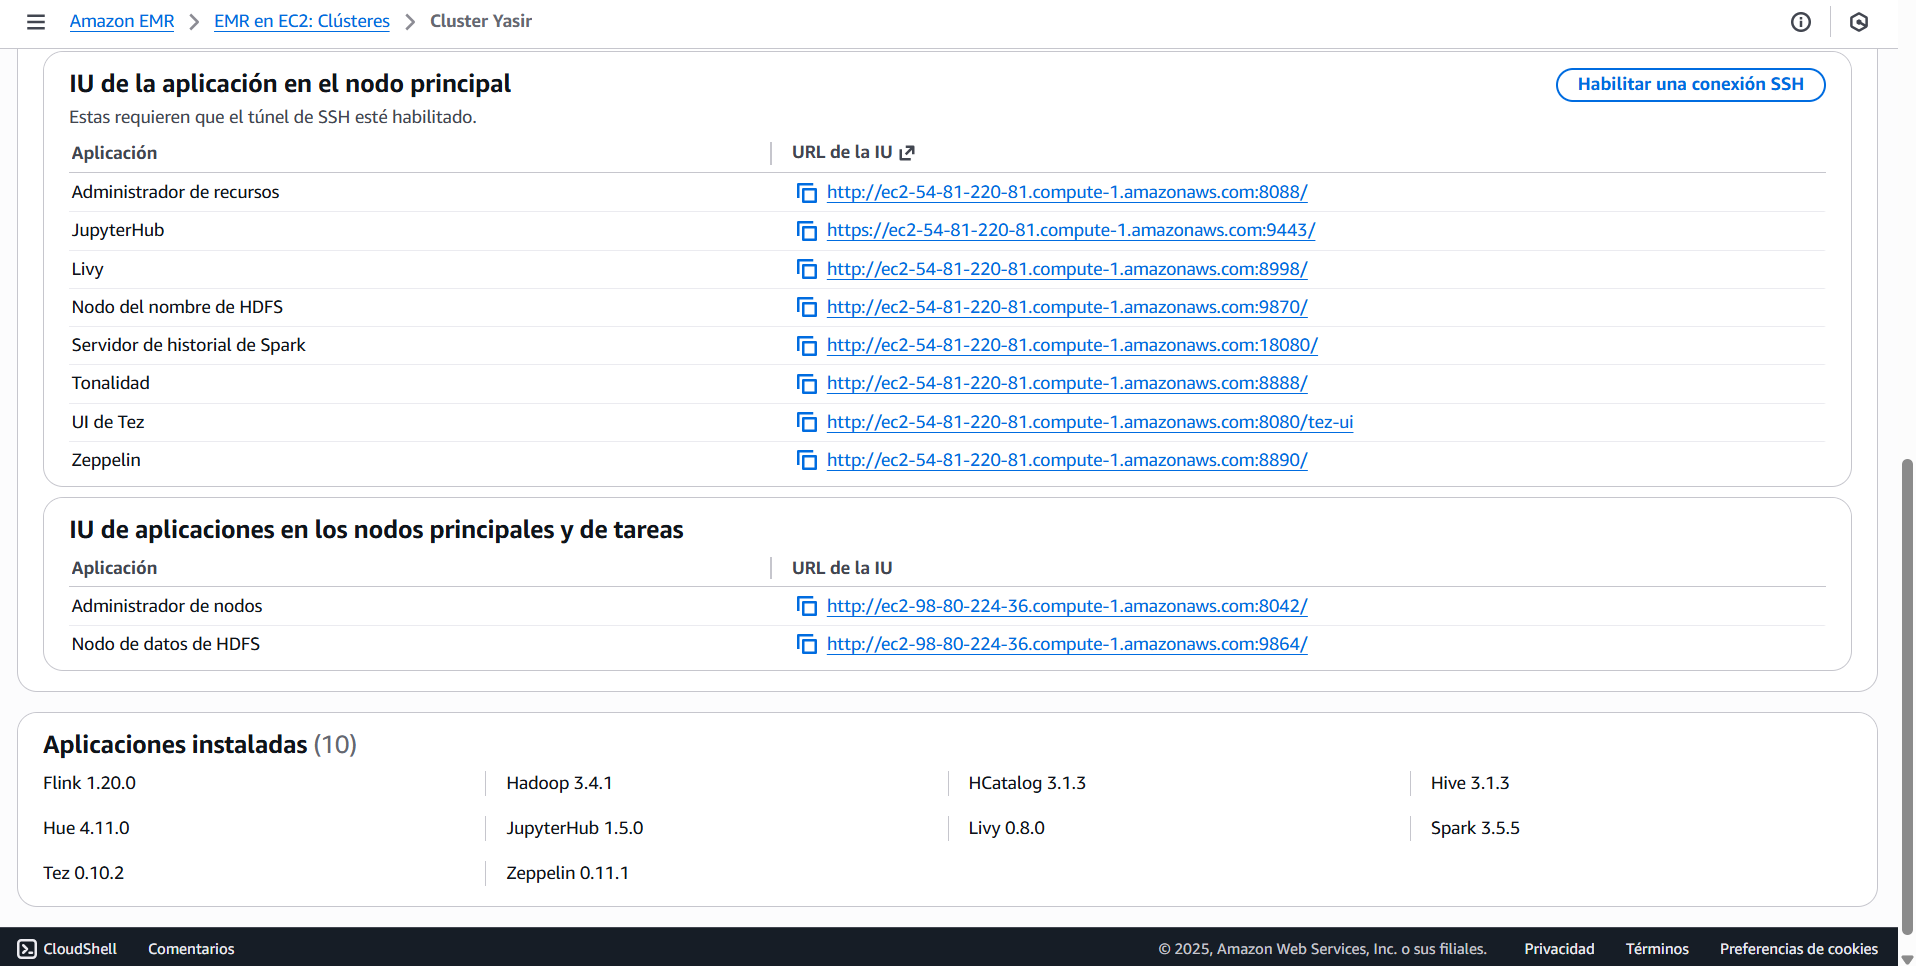 Amazon EMR > EMR en EC2: Clústeres > Cluster Yasir
IU de la aplicación en el nodo principal
Habilitar una conexión SSH
Estas requieren que el túnel de SSH esté habilitado.
Aplicación URL de la IU
Administrador de recursos http://ec2-54-81-220-81.compute-1.amazonaws.com:8088/
JupyterHub https://ec2-54-81-220-81.compute-1.amazonaws.com:9443/
Livy http://ec2-54-81-220-81.compute-1.amazonaws.com:8998/
Nodo del nombre de HDFS http://ec2-54-81-220-81.compute-1.amazonaws.com:9870/
Servidor de historial de Spark http://ec2-54-81-220-81.compute-1.amazonaws.com:18080/
Tonalidad http://ec2-54-81-220-81.compute-1.amazonaws.com:8888/
UI de Tez http://ec2-54-81-220-81.compute-1.amazonaws.com:8080/tez-ui
Zeppelin http://ec2-54-81-220-81.compute-1.amazonaws.com:8890/
IU de aplicaciones en los nodos principales y de tareas
Aplicación URL de la IU
Administrador de nodos http://ec2-98-80-224-36.compute-1.amazonaws.com:8042/
Nodo de datos de HDFS http://ec2-98-80-224-36.compute-1.amazonaws.com:9864/
Aplicaciones instaladas (10)
Flink 1.20.0 Hadoop 3.4.1 HCatalog 3.1.3 Hive 3.1.3
Hue 4.11.0 JupyterHub 1.5.0 Livy 0.8.0 Spark 3.5.5
Tez 0.10.2 Zeppelin 0.11.1
CloudShell Comentarios © 2025, Amazon Web Services, Inc. o sus filiales. Privacidad Términos Preferencias de cookies